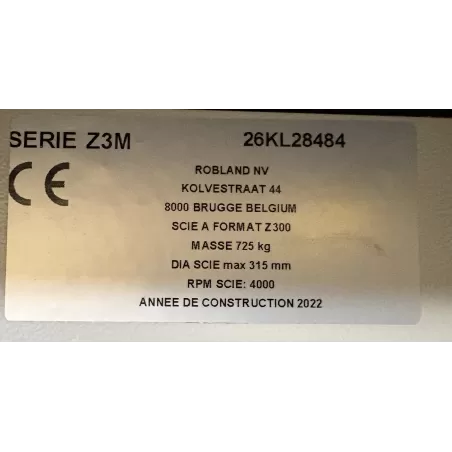 SERIE Z3M 26KL28484
CE
ROBLAND NV
KOLVESTRAAT 44
8000 BRUGGE BELGIUM
SCIE A FORMAT Z300
MASSE 725 kg
DIA SCIE max 315 mm
RPM SCIE: 4000
ANNEE DE CONSTRUCTION 2022